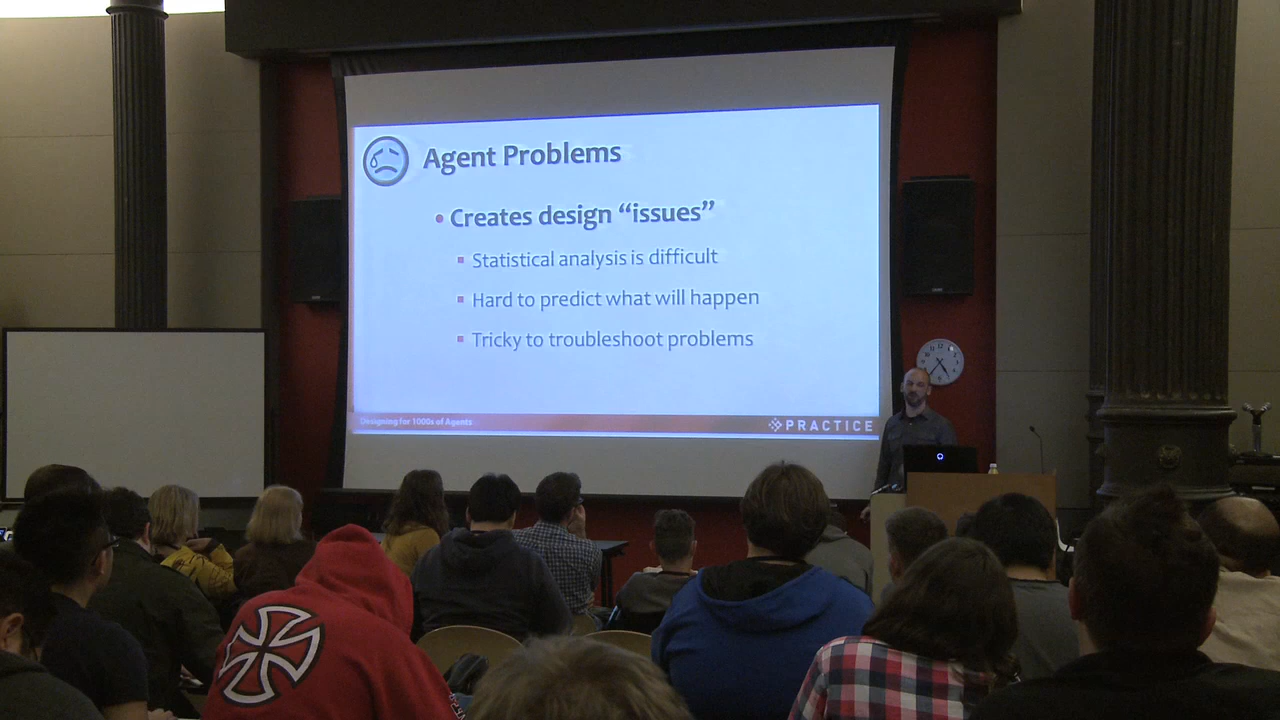 Agent Problems
• Creates design “issues”
▪ Statistical analysis is difficult
▪ Hard to predict what will happen
▪ Tricky to troubleshoot problems
Designing for 1000s of Agents
PRACTICE